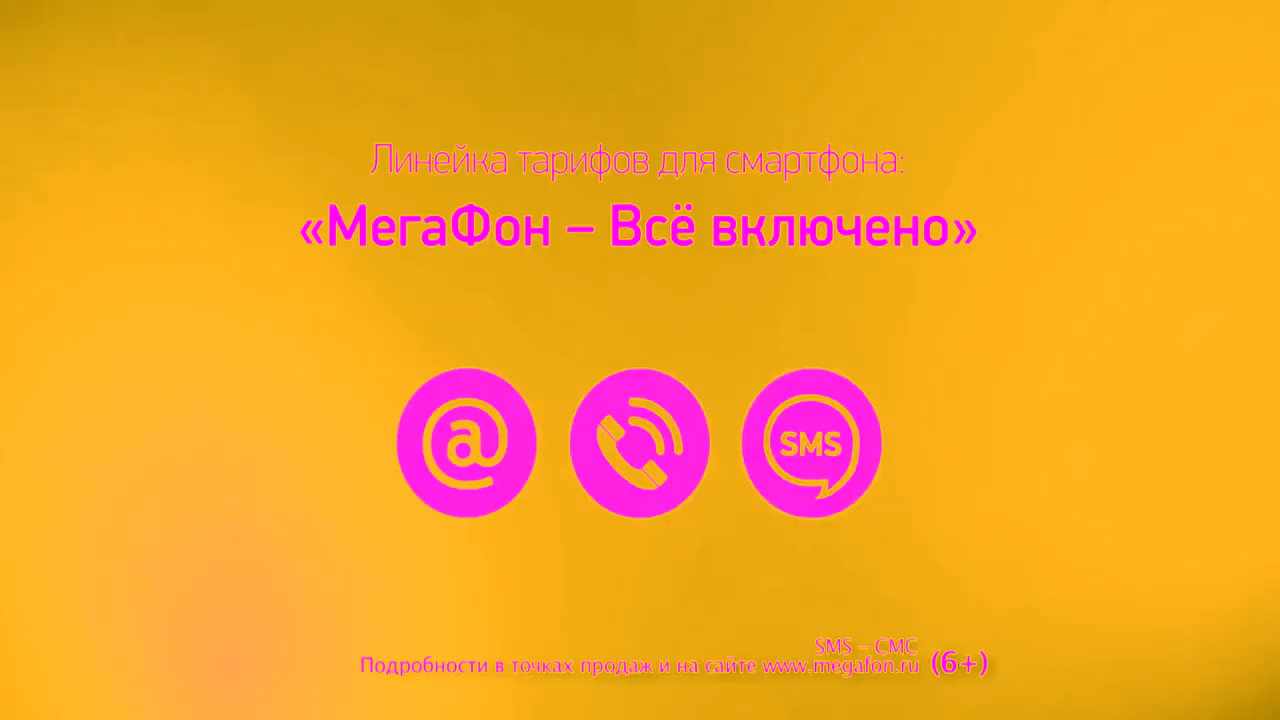 Линейка тарифов для смартфона:
«МегаФон – Всё включено»
@
SMS
SMS – СМС
Подробности в точках продаж и на сайте www.megafon.ru (6+)